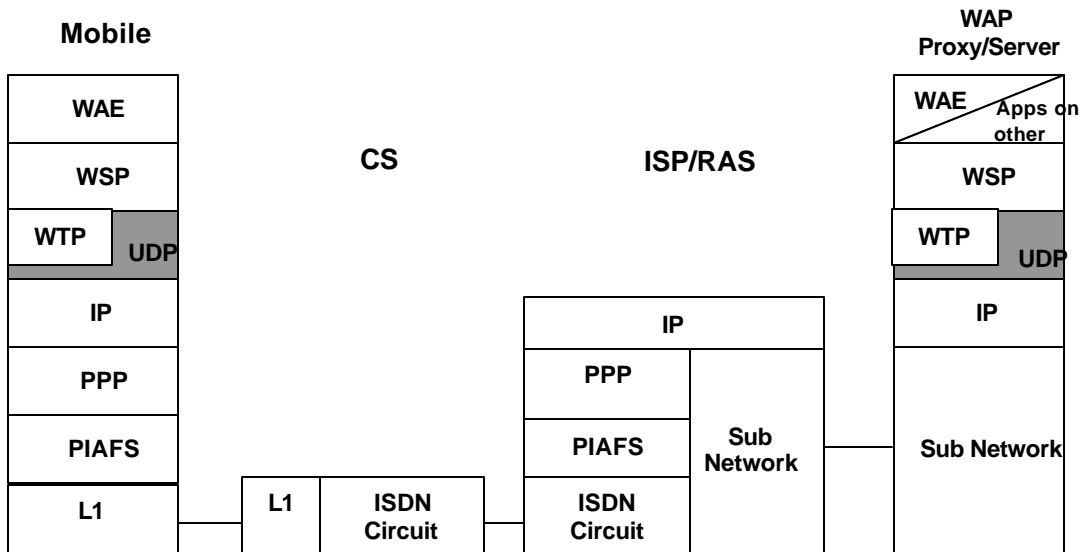 Mobile
WAE
WSP
WTP
UDP
IP
PPP
PIAFS
L1
CS
L1
ISDN
Circuit
ISP/RAS
IP
PPP
PIAFS
ISDN
Circuit
Sub
Network
WAP
Proxy/Server
WAE
Apps on
other
WSP
WTP
UDP
IP
Sub Network